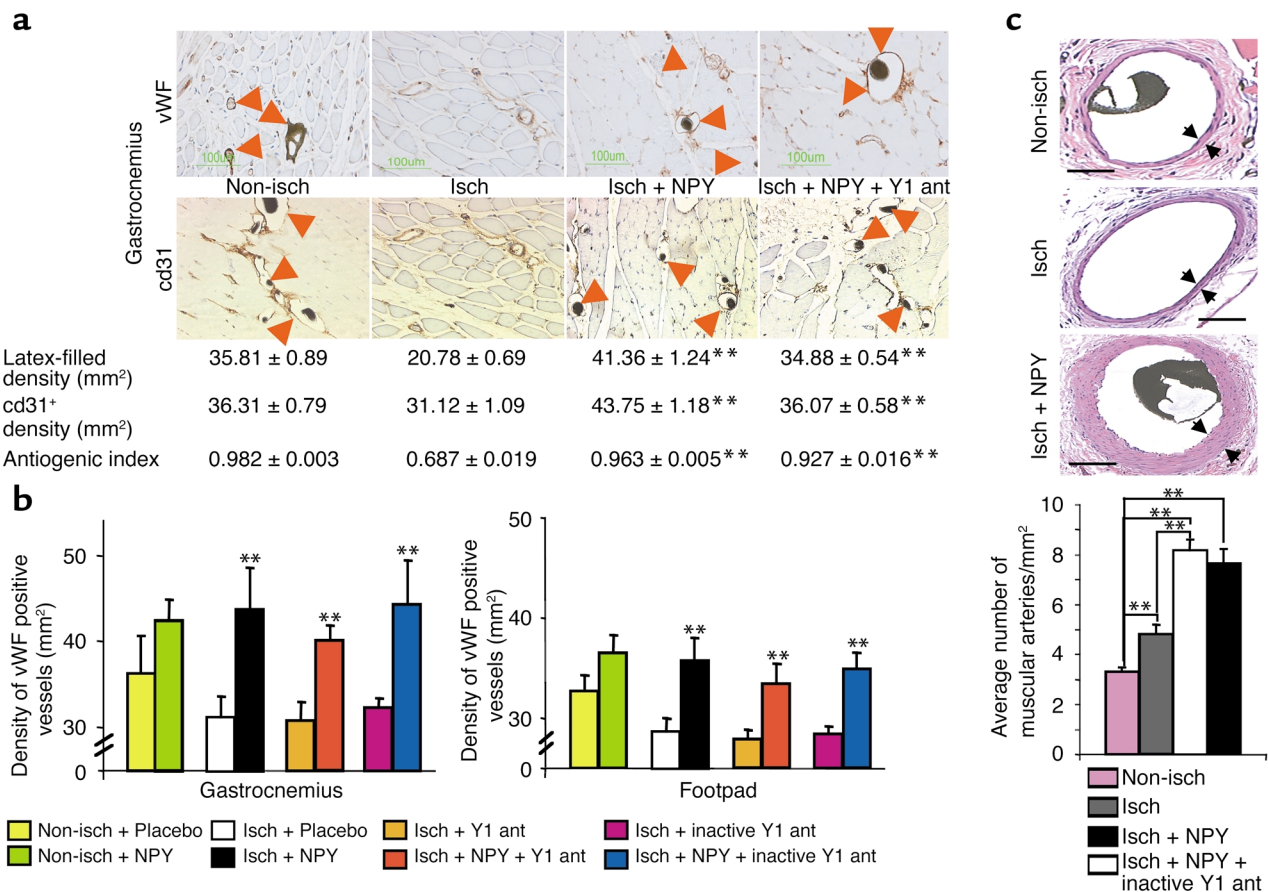 a
vWF
Gastrocnemius
cd31
100um
100um
100um
100um
Non-isch
Isch
Isch + NPY
Isch + NPY + Y1 ant
Latex-filled
density (mm²)
35.81 ± 0.89
20.78 ± 0.69
41.36 ± 1.24**
34.88 ± 0.54**
cd31⁺
density (mm²)
36.31 ± 0.79
31.12 ± 1.09
43.75 ± 1.18**
36.07 ± 0.58**
Antiogenic index
0.982 ± 0.003
0.687 ± 0.019
0.963 ± 0.005**
0.927 ± 0.016**
b
Density of vWF positive
vessels (mm²)
50
40
30
0
**
**
**
Gastrocnemius
Density of vWF positive
vessels (mm²)
50
40
30
0
**
**
**
Footpad
Non-isch + Placebo
Non-isch + NPY
Isch + Placebo
Isch + NPY
Isch + Y1 ant
Isch + NPY + Y1 ant
Isch + inactive Y1 ant
Isch + NPY + inactive Y1 ant
c
Non-isch
Isch
Isch + NPY
Average number of
muscular arteries/mm²
10
8
6
4
2
0
**
**
**
**
Non-isch
Isch
Isch + NPY
Isch + NPY +
inactive Y1 ant